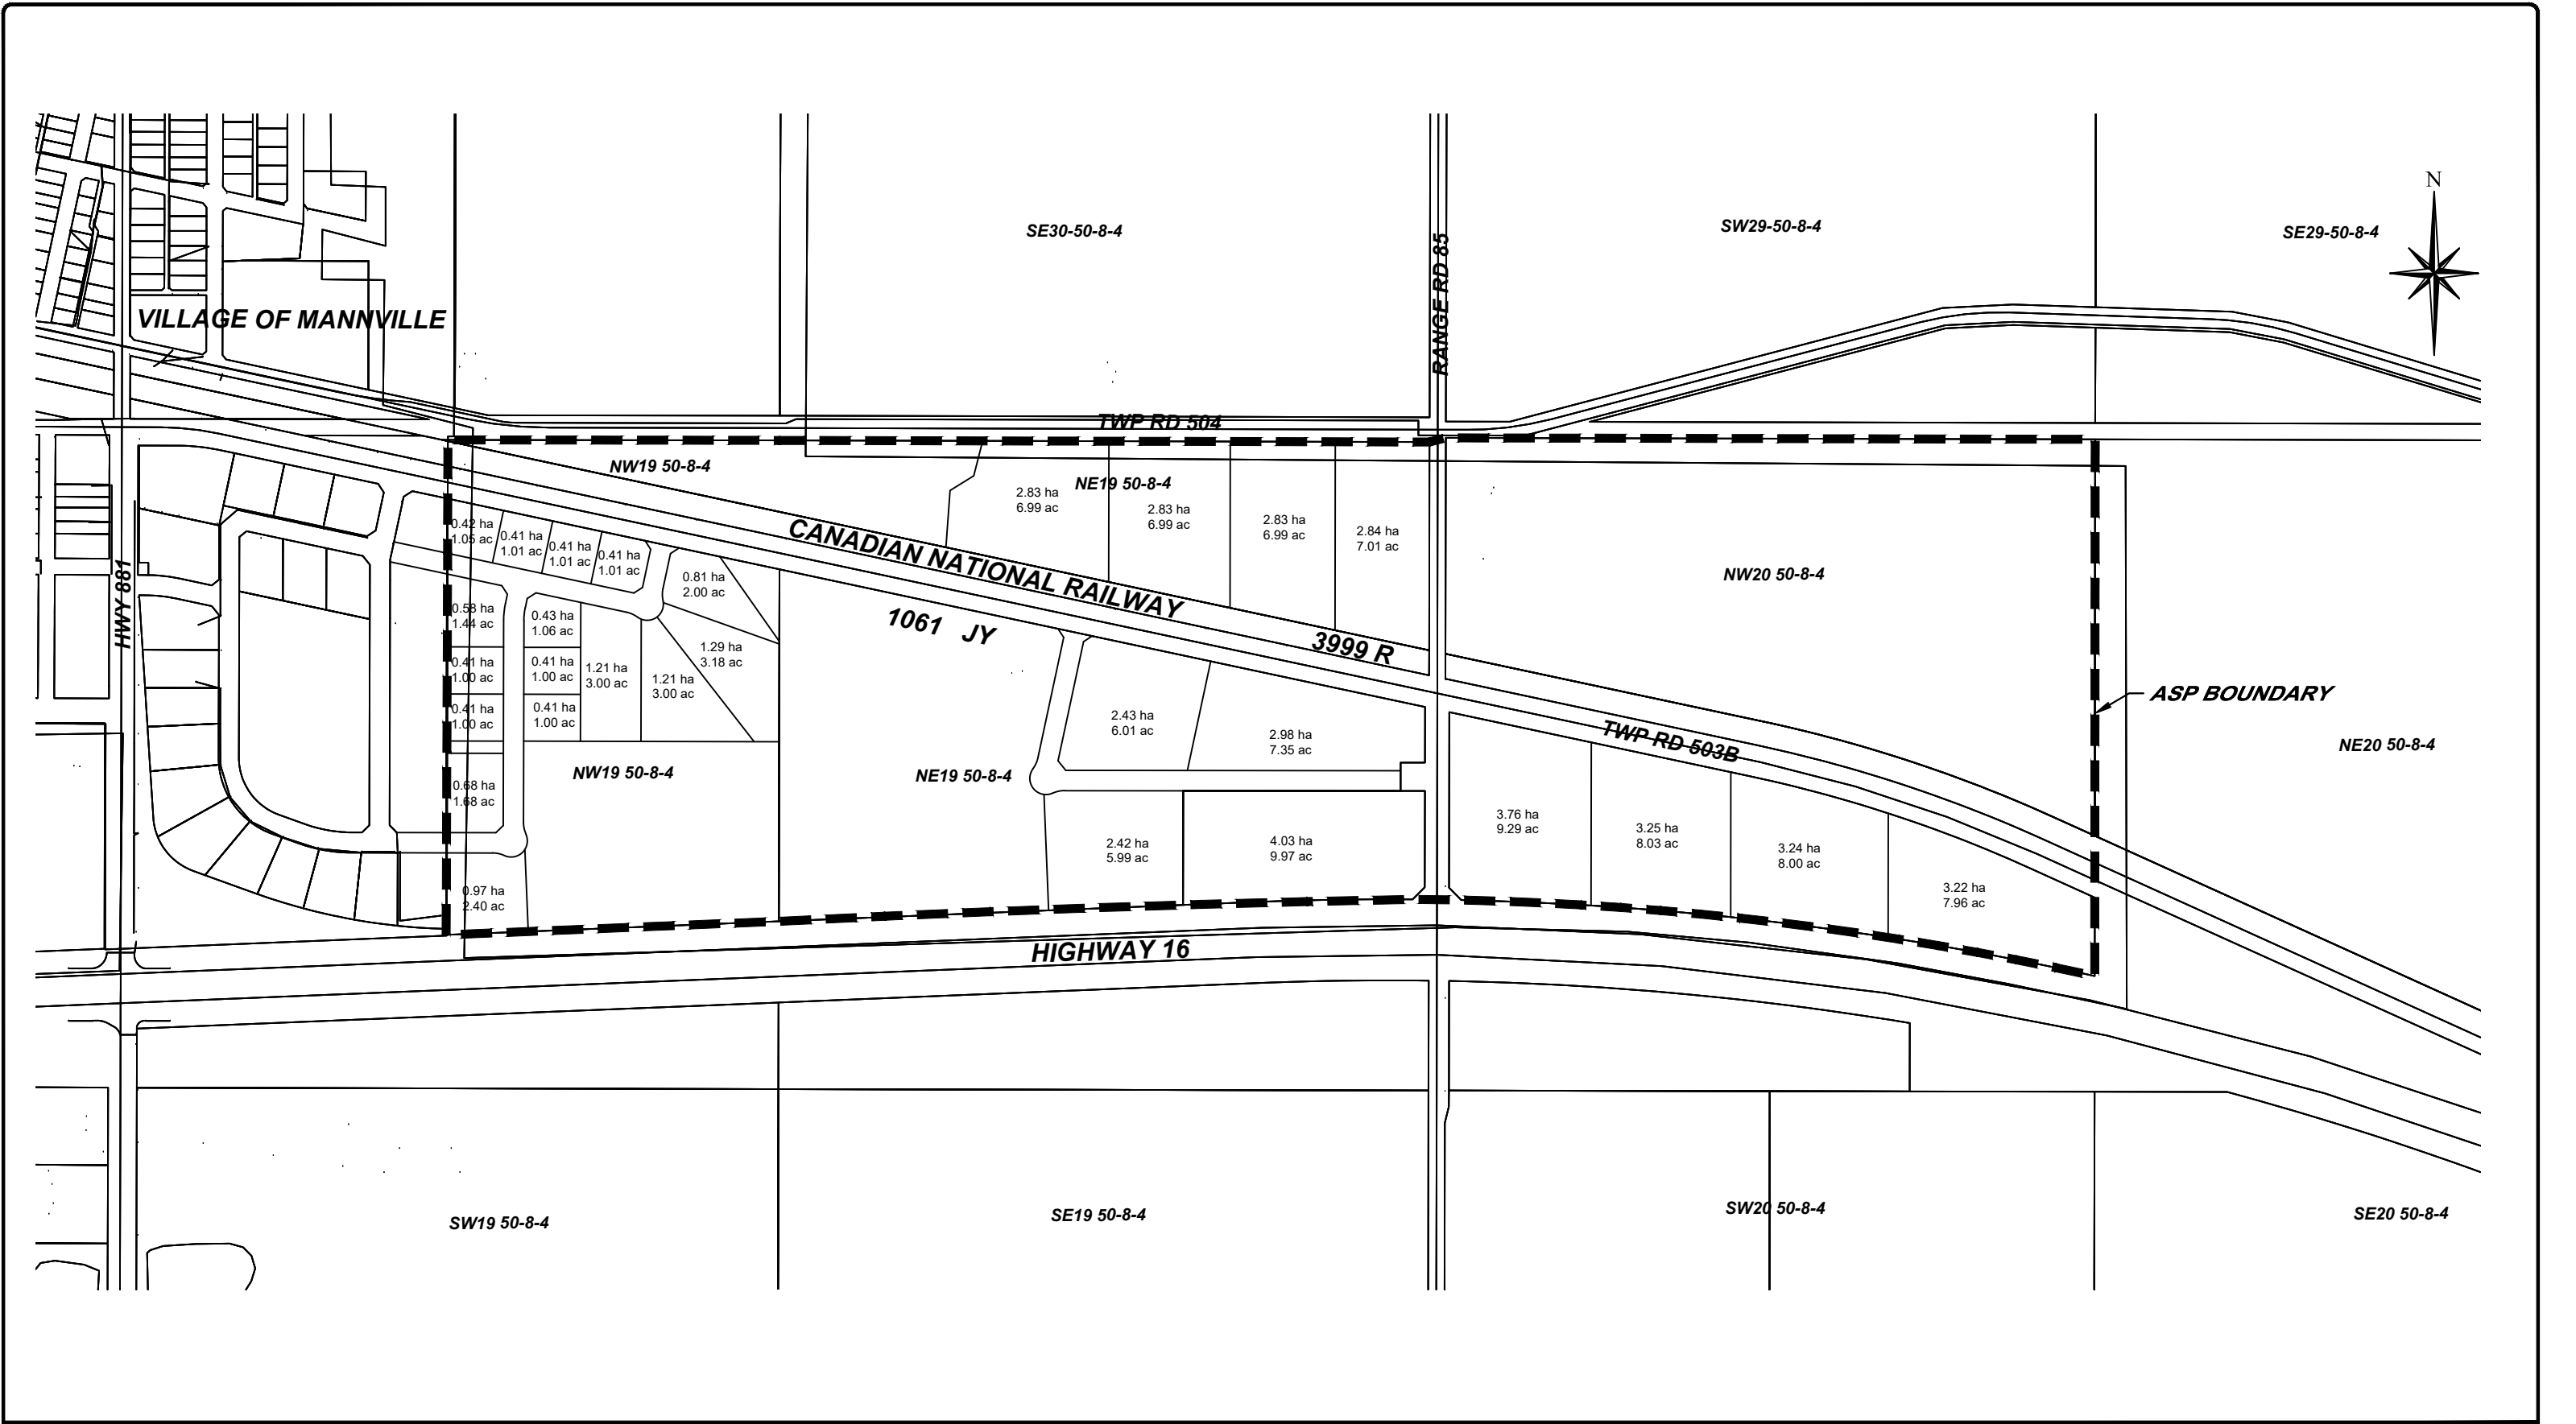 N
SE30-50-8-4
SW29-50-8-4
SE29-50-8-4
RANGE RD 85
VILLAGE OF MANNVILLE
TWP RD 504
NW19 50-8-4
NE19 50-8-4
2.83 ha
6.99 ac
2.83 ha
6.99 ac
2.83 ha
6.99 ac
2.84 ha
7.01 ac
0.42 ha
1.05 ac
0.41 ha
1.01 ac
0.41 ha
1.01 ac
0.41 ha
1.01 ac
CANADIAN NATIONAL RAILWAY
NW20 50-8-4
0.81 ha
2.00 ac
HWY 881
0.58 ha
1.44 ac
0.43 ha
1.06 ac
1061 JY
3999 R
1.29 ha
3.18 ac
0.41 ha
1.00 ac
0.41 ha
1.00 ac
1.21 ha
3.00 ac
1.21 ha
3.00 ac
ASP BOUNDARY
0.41 ha
1.00 ac
0.41 ha
1.00 ac
2.43 ha
6.01 ac
2.98 ha
7.35 ac
TWP RD 503B
NE20 50-8-4
NW19 50-8-4
NE19 50-8-4
0.68 ha
1.68 ac
3.76 ha
9.29 ac
3.25 ha
8.03 ac
2.42 ha
5.99 ac
4.03 ha
9.97 ac
3.24 ha
8.00 ac
0.97 ha
2.40 ac
3.22 ha
7.96 ac
HIGHWAY 16
SW19 50-8-4
SE19 50-8-4
SW20 50-8-4
SE20 50-8-4